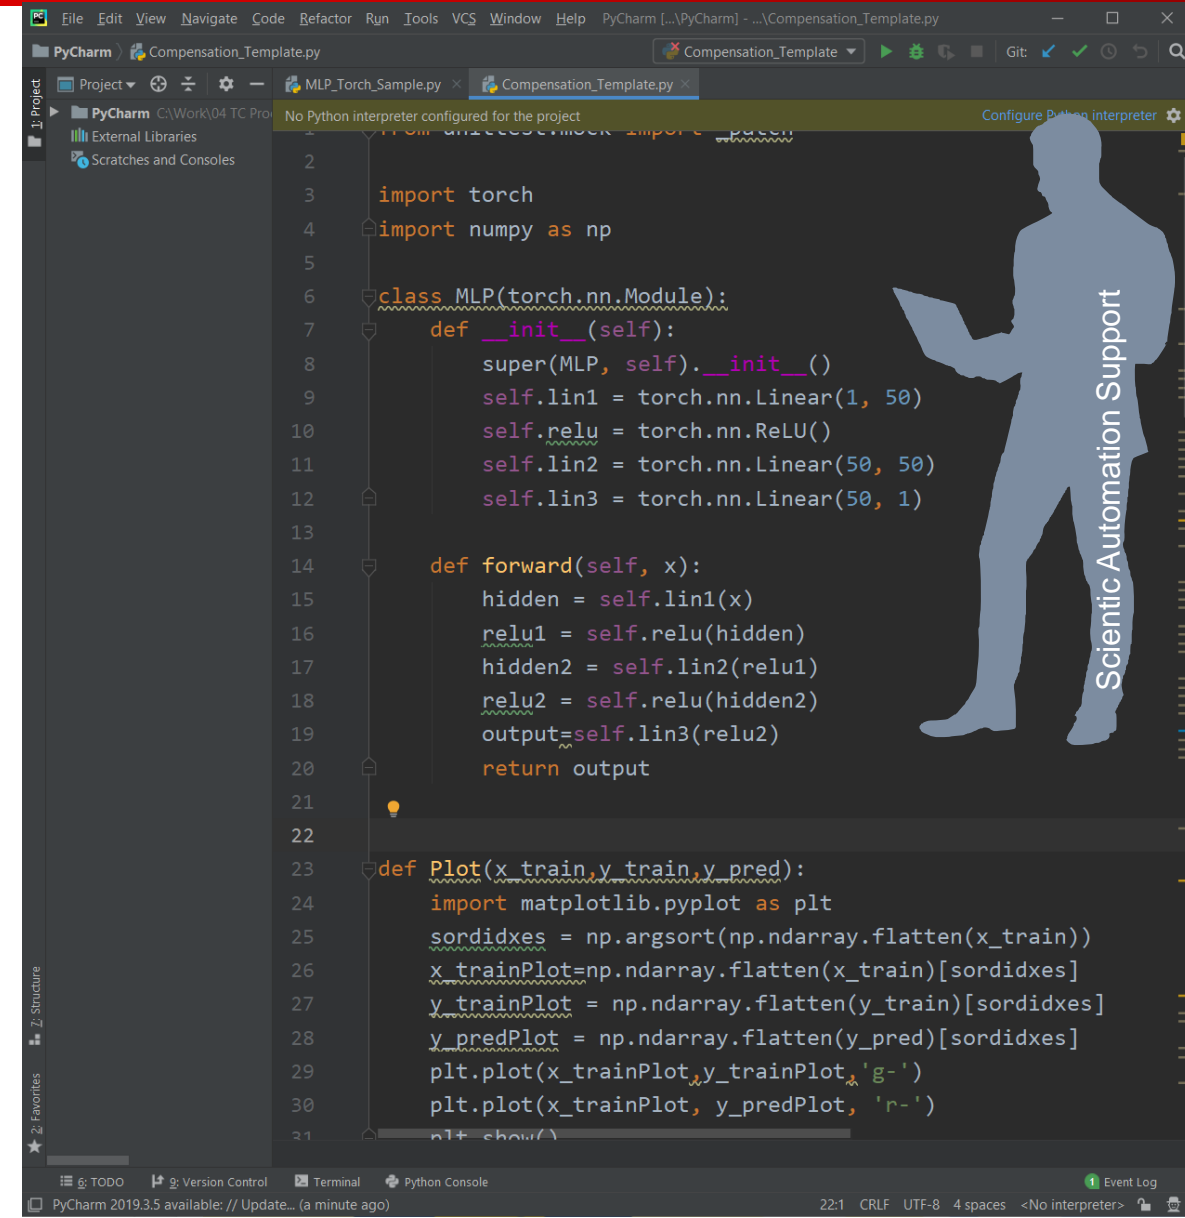 PC File Edit View Navigate Code Refactor Run Tools VCS Window Help PyCharm [...\PyCharm] - ...\Compensation_Template.py
PyCharm Compensation_Template.py Compensation_Template Git:
Project MLP_Torch_Sample.py Compensation_Template.py
1: Project
PyCharm C:\Work\04 TC Pro
External Libraries
Scratches and Consoles
No Python interpreter configured for the project Configure Python interpreter
1 from unittest.mock import _patch
2
3 import torch
4 import numpy as np
5
6 class MLP(torch.nn.Module):
7 def __init__(self):
8 super(MLP, self).__init__()
9 self.lin1 = torch.nn.Linear(1, 50)
10 self.relu = torch.nn.ReLU()
11 self.lin2 = torch.nn.Linear(50, 50)
12 self.lin3 = torch.nn.Linear(50, 1)
13
14 def forward(self, x):
15 hidden = self.lin1(x)
16 relu1 = self.relu(hidden)
17 hidden2 = self.lin2(relu1)
18 relu2 = self.relu(hidden2)
19 output=self.lin3(relu2)
20 return output
21
22
23 def Plot(x_train,y_train,y_pred):
24 import matplotlib.pyplot as plt
25 sordidxes = np.argsort(np.ndarray.flatten(x_train))
26 x_trainPlot=np.ndarray.flatten(x_train)[sordidxes]
27 y_trainPlot = np.ndarray.flatten(y_train)[sordidxes]
28 y_predPlot = np.ndarray.flatten(y_pred)[sordidxes]
29 plt.plot(x_trainPlot,y_trainPlot,'g-')
30 plt.plot(x_trainPlot, y_predPlot, 'r-')
31 plt.show()
Scientic Automation Support
Z: Structure
2: Favorites
6: TODO 9: Version Control Terminal Python Console 1 Event Log
PyCharm 2019.3.5 available: // Update... (a minute ago) 22:1 CRLF UTF-8 4 spaces <No interpreter>